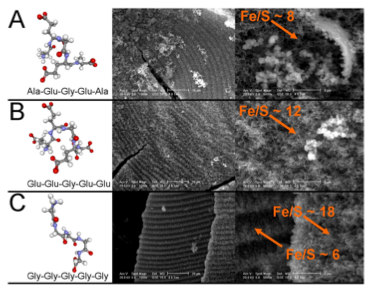 A
Fe/S ~ 8
Ala-Glu-Gly-Glu-Ala
B
Fe/S ~ 12
Glu-Glu-Gly-Glu-Glu
C
Fe/S ~ 18
Fe/S ~ 6
Gly-Gly-Gly-Gly-Gly